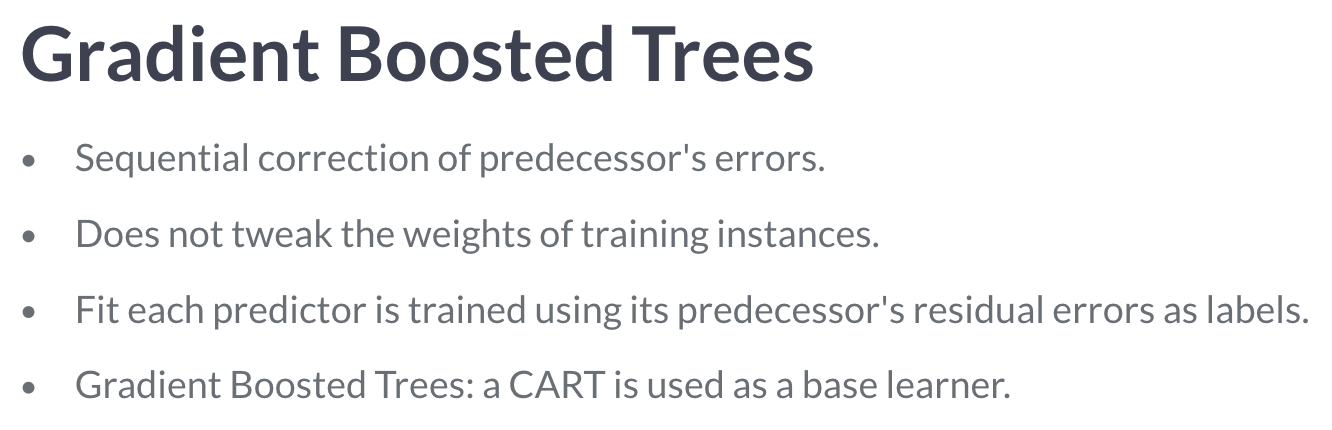 Gradient Boosted Trees
• Sequential correction of predecessor's errors.
• Does not tweak the weights of training instances.
• Fit each predictor is trained using its predecessor's residual errors as labels.
• Gradient Boosted Trees: a CART is used as a base learner.